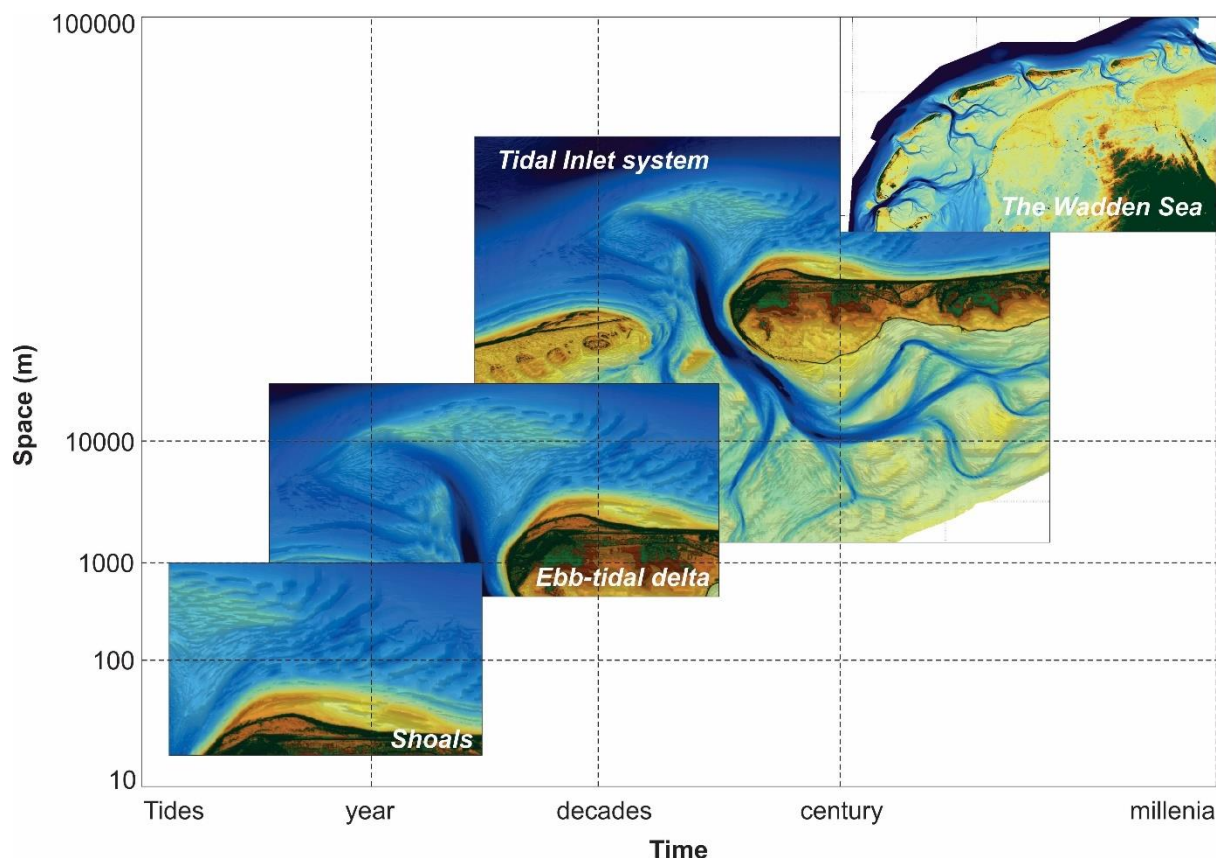 100000
Tidal Inlet system
The Wadden Sea
Space (m)
10000
Ebb-tidal delta
1000
100
Shoals
10
Tides year decades century millenia
Time